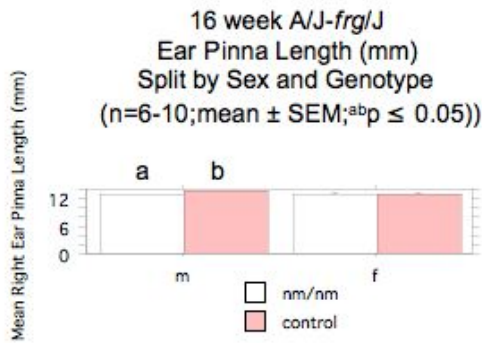 16 week A/J-frg/J
Ear Pinna Length (mm)
Split by Sex and Genotype
(n=6-10;mean ± SEM;abp ≤ 0.05))
Mean Right Ear Pinna Length (mm)
a b
12
6
0
m f
nm/nm
control